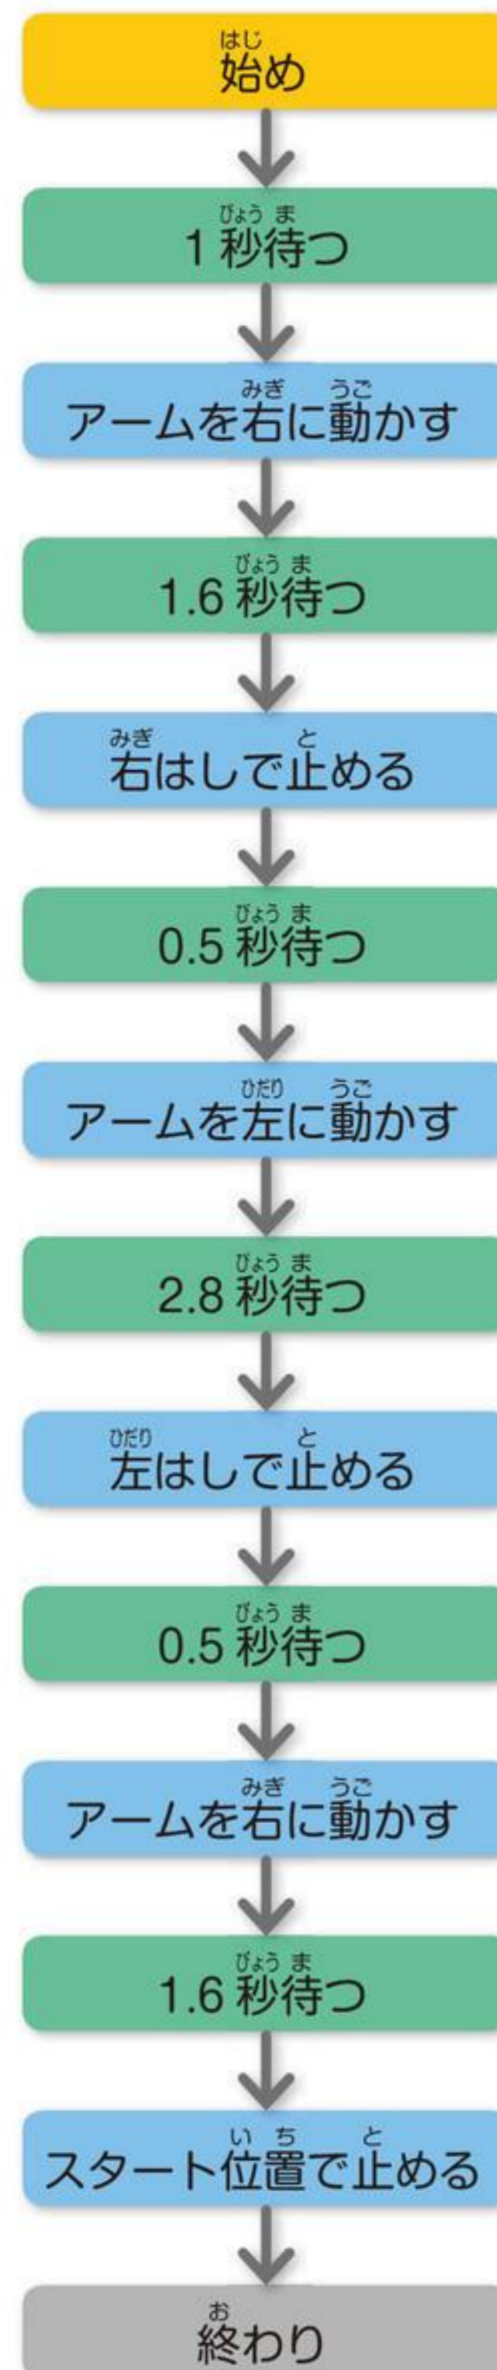 始め
1秒待つ
アームを右に動かす
1.6秒待つ
右はしで止める
0.5秒待つ
アームを左に動かす
2.8秒待つ
左はしで止める
0.5秒待つ
アームを右に動かす
1.6秒待つ
スタート位置で止める
終わり